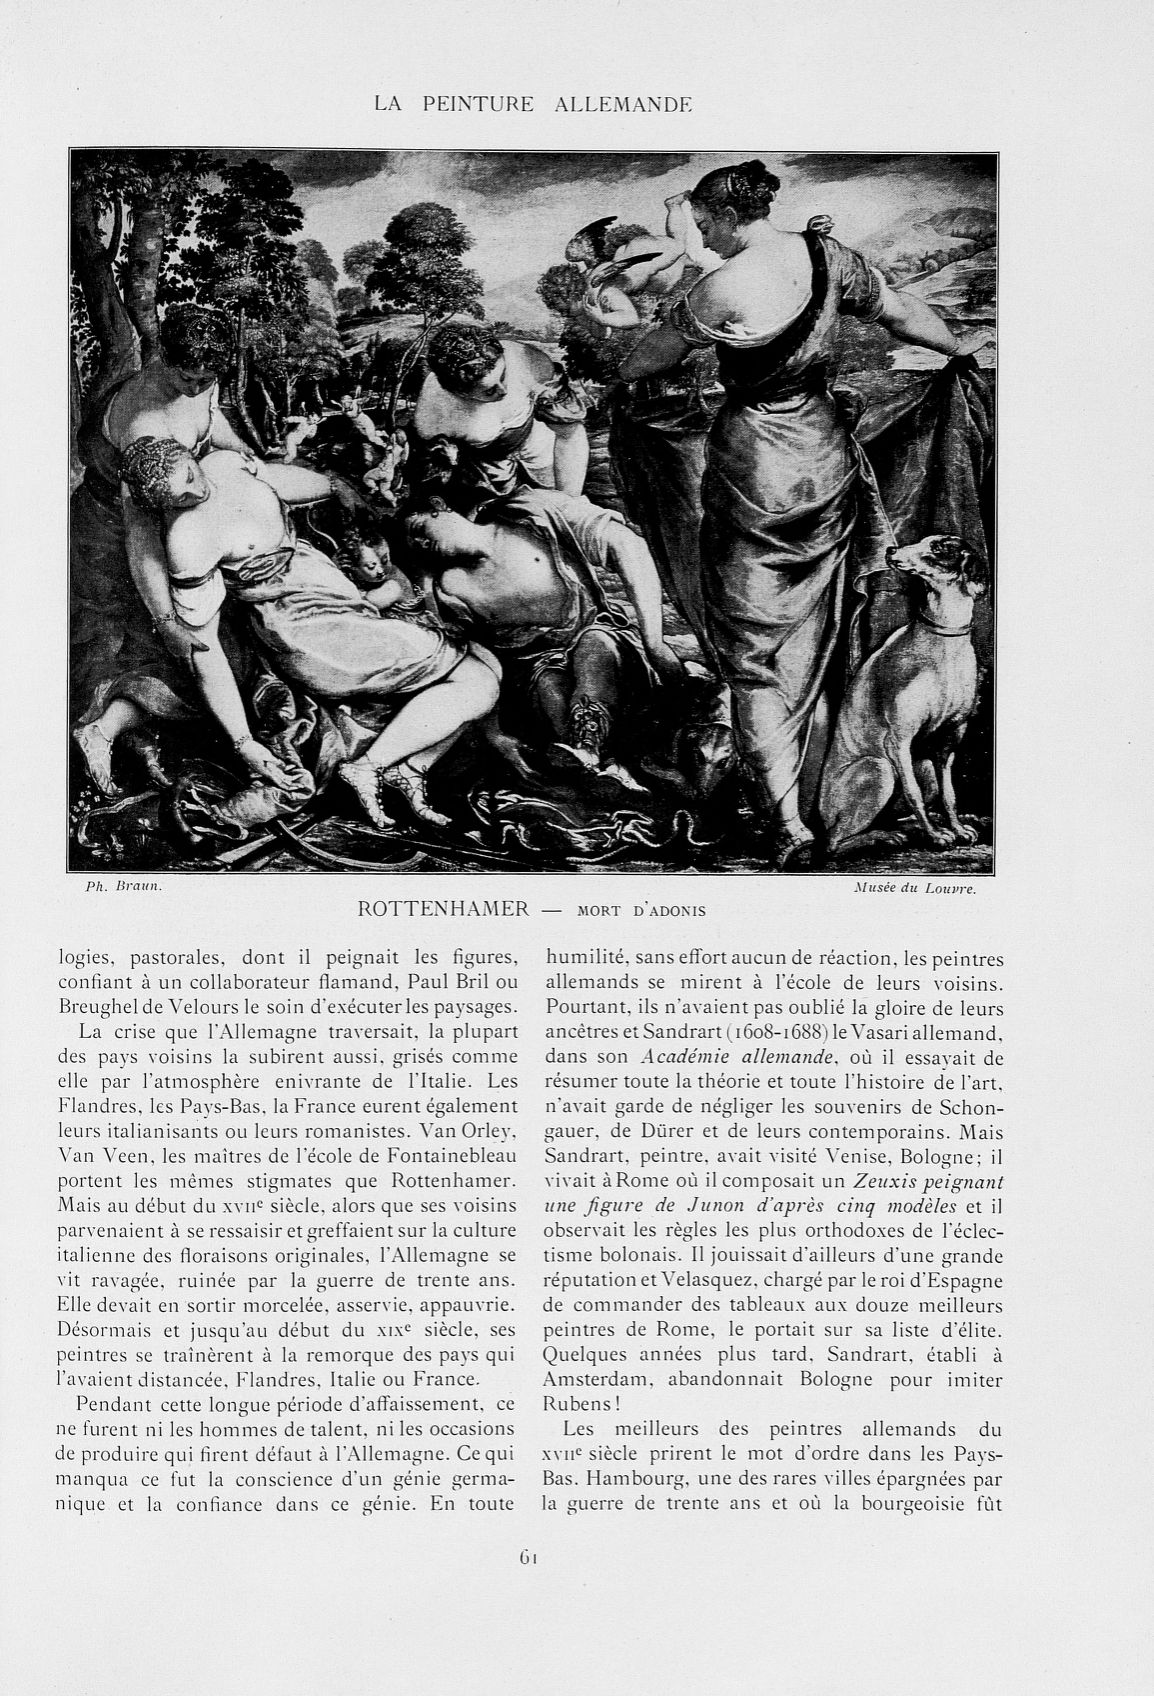 LA PEINTURE ALLEMANDE
Ph. Braun.
Musée du Louvre.
ROTTENHAMER — MORT D'ADONIS
logies, pastorales, dont il peignait les figures,
confiant à un collaborateur flamand, Paul Bril ou
Breughel de Velours le soin d'exécuter les paysages.
La crise que l'Allemagne traversait, la plupart
des pays voisins la subirent aussi, grisés comme
elle par l'atmosphère enivrante de l'Italie. Les
Flandres, les Pays-Bas, la France eurent également
leurs italianisants ou leurs romanistes. Van Orley,
Van Veen, les maîtres de l'école de Fontainebleau
portent les mêmes stigmates que Rottenhamer.
Mais au début du XVIIe siècle, alors que ses voisins
parvenaient à se ressaisir et greffaient sur la culture
italienne des floraisons originales, l'Allemagne se
vit ravagée, ruinée par la guerre de trente ans.
Elle devait en sortir morcelée, asservie, appauvrie.
Désormais et jusqu'au début du XIXe siècle, ses
peintres se traînèrent à la remorque des pays qui
l'avaient distancée, Flandres, Italie ou France.
Pendant cette longue période d'affaissement, ce
ne furent ni les hommes de talent, ni les occasions
de produire qui firent défaut à l'Allemagne. Ce qui
manqua ce fut la conscience d'un génie germa-
nique et la confiance dans ce génie. En toute
humilité, sans effort aucun de réaction, les peintres
allemands se mirent à l'école de leurs voisins.
Pourtant, ils n'avaient pas oublié la gloire de leurs
ancêtres et Sandrart (1608-1688) le Vasari allemand,
dans son Académie allemande, où il essayait de
résumer toute la théorie et toute l'histoire de l'art,
n'avait garde de négliger les souvenirs de Schon-
gauer, de Dürer et de leurs contemporains. Mais
Sandrart, peintre, avait visité Venise, Bologne; il
vivait à Rome où il composait un Zeuxis peignant
une figure de Junon d'après cinq modèles et il
observait les règles les plus orthodoxes de l'éclec-
tisme bolonais. Il jouissait d'ailleurs d'une grande
réputation et Velasquez, chargé par le roi d'Espagne
de commander des tableaux aux douze meilleurs
peintres de Rome, le portait sur sa liste d'élite.
Quelques années plus tard, Sandrart, établi à
Amsterdam, abandonnait Bologne pour imiter
Rubens !
Les meilleurs des peintres allemands du
XVIIe siècle prirent le mot d'ordre dans les Pays-
Bas. Hambourg, une des rares villes épargnées par
la guerre de trente ans et où la bourgeoisie fût
61